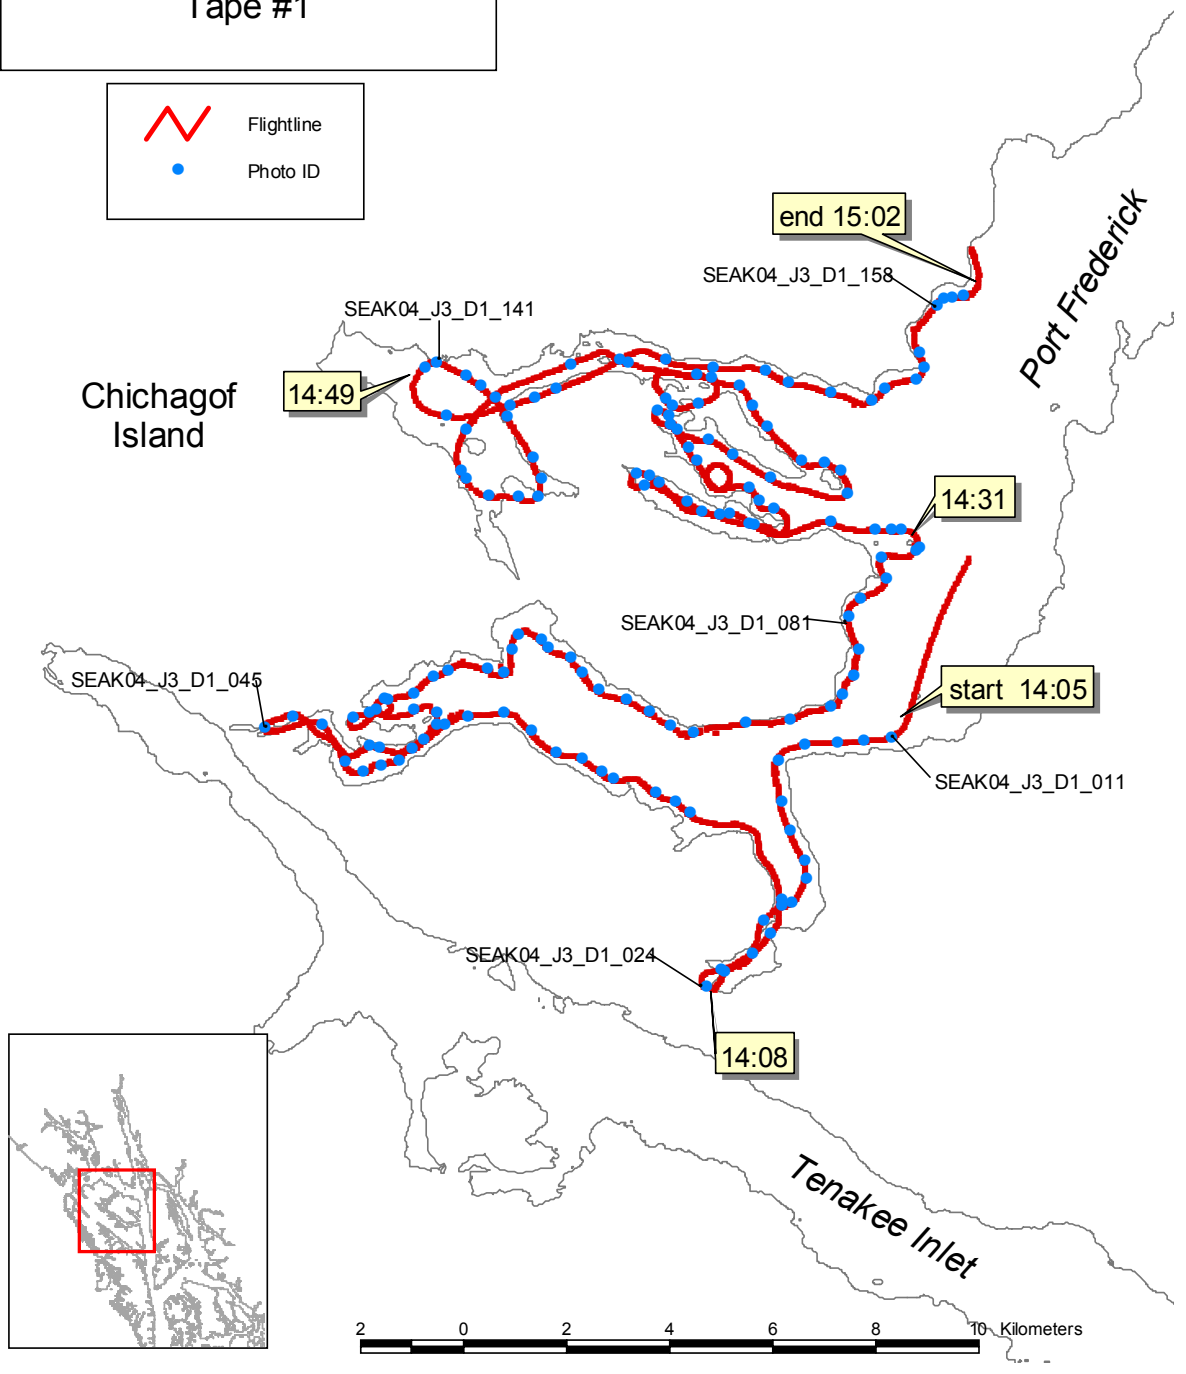 Tape #1
Flightline
Photo ID
end 15:02
SEAK04_J3_D1_158
Port Frederick
SEAK04_J3_D1_141
14:49
Chichagof
Island
14:31
SEAK04_J3_D1_081
SEAK04_J3_D1_045
start 14:05
SEAK04_J3_D1_011
SEAK04_J3_D1_024
14:08
Tenakee Inlet
2 0 2 4 6 8 10 Kilometers